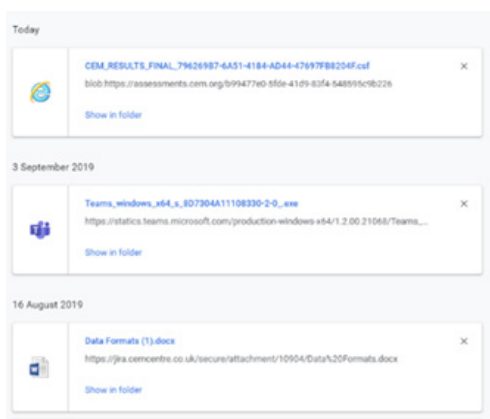 Today
CEM_RESULTS_FINAL_796269B7-6A51-4184-AD44-47697FB8204F.csf
blob:https://assessments.cem.org/b99477e0-5fde-41d9-83f4-548595c9b226
Show in folder
3 September 2019
Teams_windows_x64_s_8D7304A11108330-2-0_.exe
https://statics.teams.microsoft.com/production-windows-x64/1.2.00.21068/Teams_...
Show in folder
16 August 2019
Data Formats (1).docx
https://jira.cemcentre.co.uk/secure/attachment/10904/Data%20Formats.docx
Show in folder